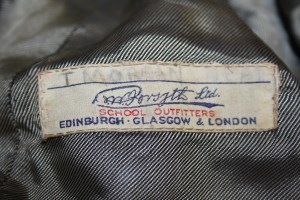 Forsyth Ltd.
SCHOOL OUTFITTERS
EDINBURGH · GLASGOW & LONDON